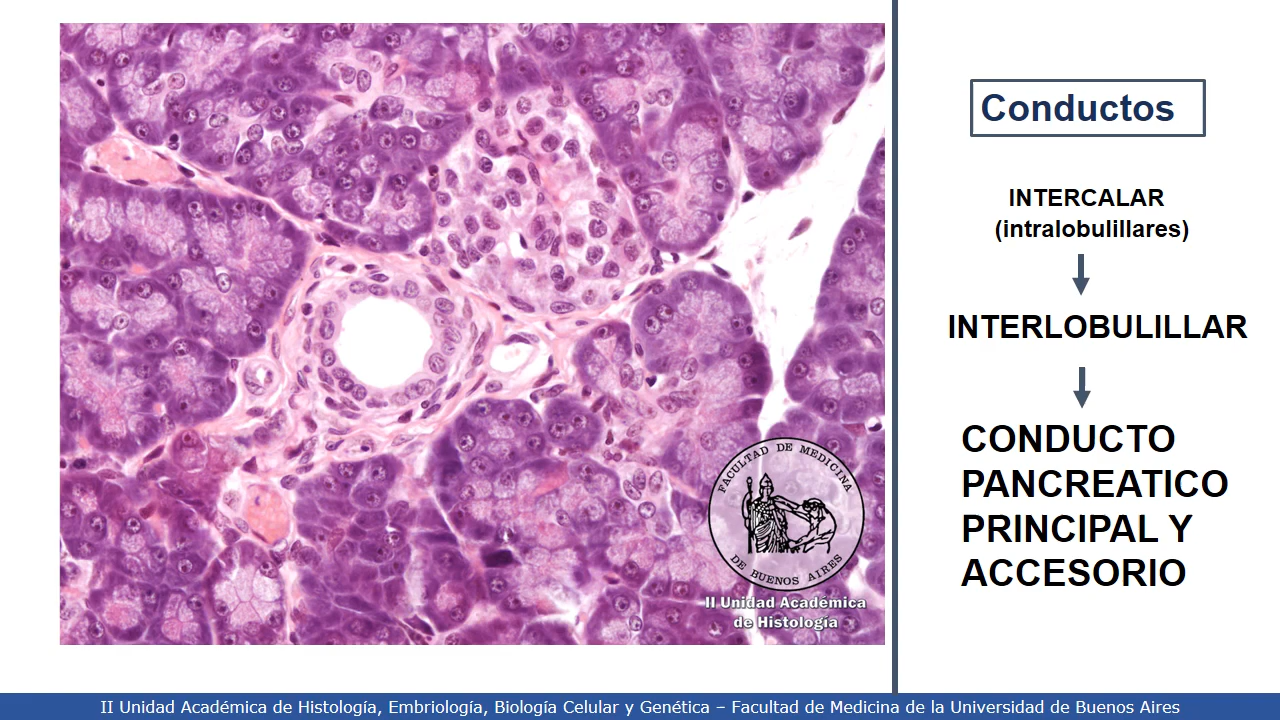 Conductos
INTERCALAR
(intralobulillares)
INTERLOBULILLAR
CONDUCTO
PANCREATICO
PRINCIPAL Y
ACCESORIO
FACULTAD DE MEDICINA
DE BUENOS AIRES
II Unidad Académica
de Histología
II Unidad Académica de Histología, Embriología, Biología Celular y Genética – Facultad de Medicina de la Universidad de Buenos Aires